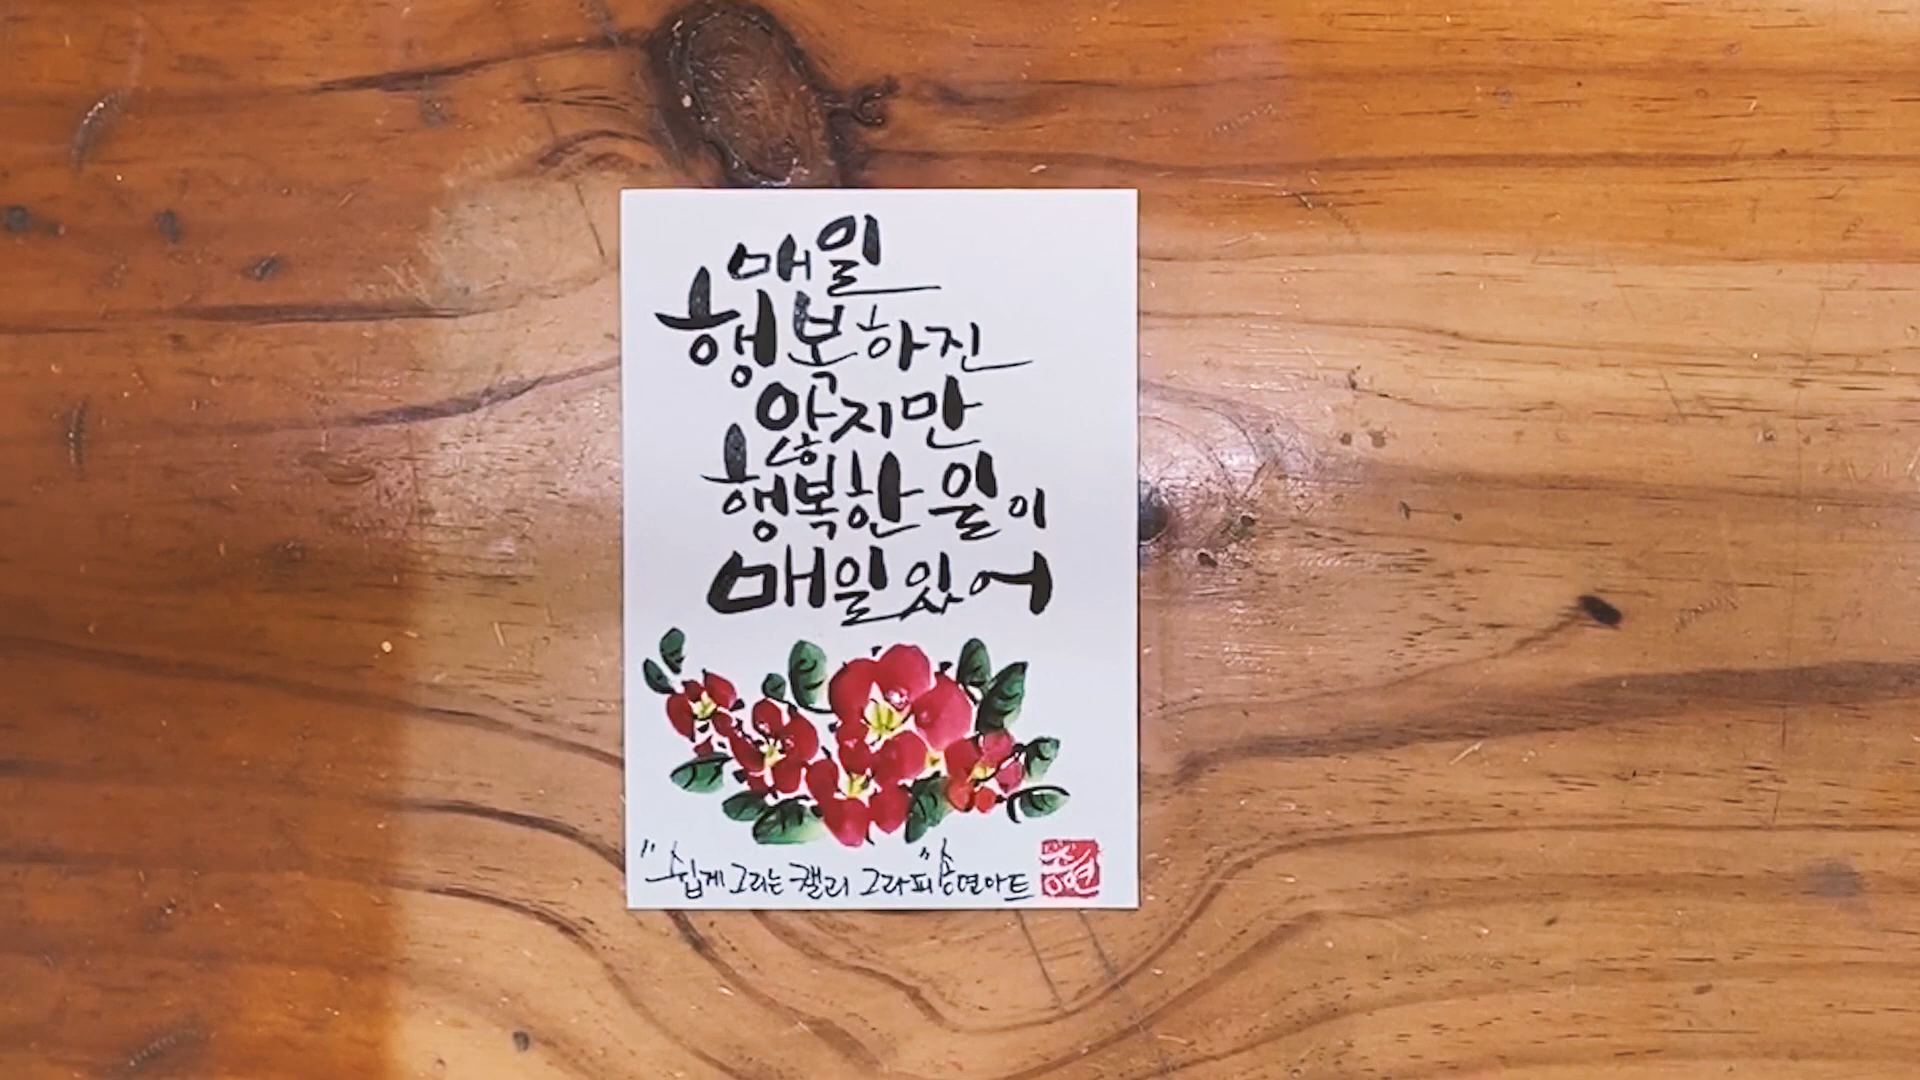 매일
행복하진
않지만
행복한 일이
매일 있어
"쉽게 그리는 캘리그라피" 송연아트